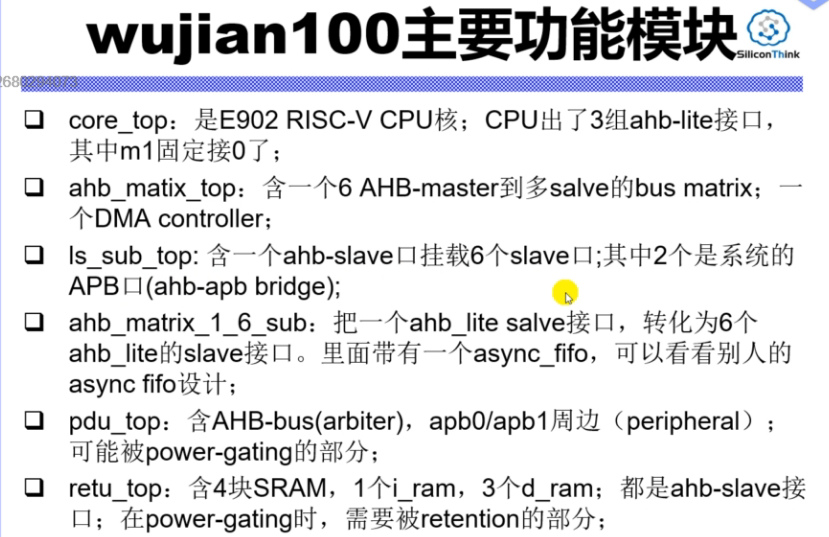 wujian100主要功能模块
SiliconThink
❑ core_top：是E902 RISC-V CPU核；CPU出了3组ahb-lite接口，
其中m1固定接0了；
❑ ahb_matix_top：含一个6 AHB-master到多salve的bus matrix；一
个DMA controller；
❑ ls_sub_top: 含一个ahb-slave口挂载6个slave口;其中2个是系统的
APB口(ahb-apb bridge);
❑ ahb_matrix_1_6_sub：把一个ahb_lite salve接口，转化为6个
ahb_lite的slave接口。里面带有一个async_fifo，可以看看别人的
async fifo设计；
❑ pdu_top：含AHB-bus(arbiter)，apb0/apb1周边（peripheral）；
可能被power-gating的部分；
❑ retu_top：含4块SRAM，1个i_ram，3个d_ram；都是ahb-slave接
口；在power-gating时，需要被retention的部分；